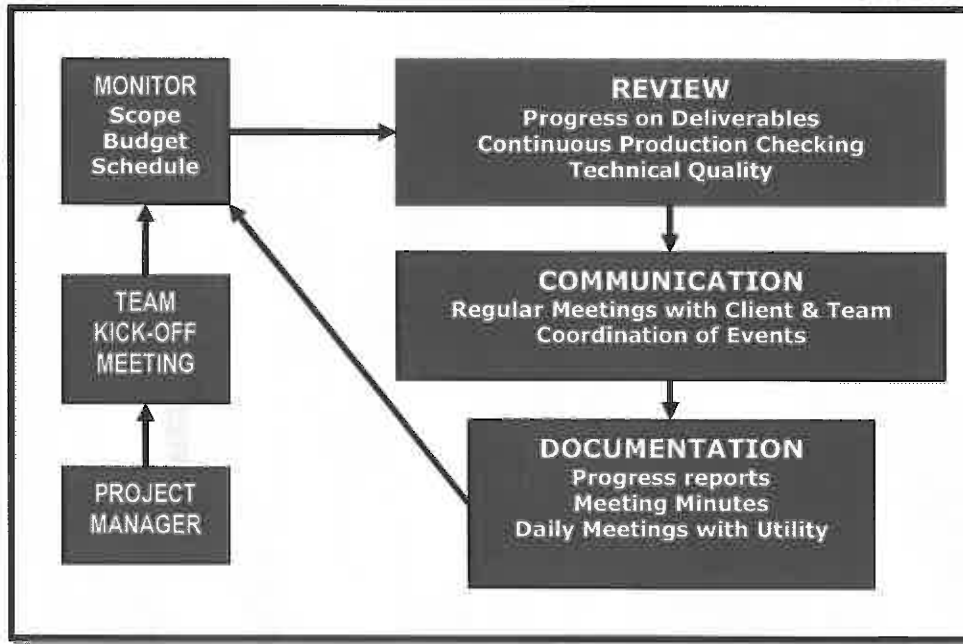 MONITOR
Scope
Budget
Schedule
REVIEW
Progress on Deliverables
Continuous Production Checking
Technical Quality
COMMUNICATION
Regular Meetings with Client & Team
Coordination of Events
DOCUMENTATION
Progress reports
Meeting Minutes
Daily Meetings with Utility
TEAM
KICK-OFF
MEETING
PROJECT
MANAGER